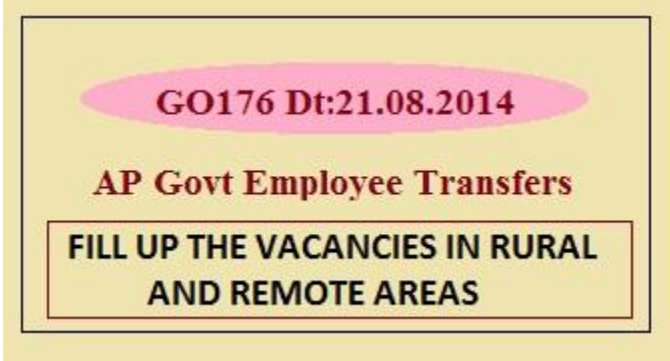 GO176 Dt:21.08.2014
AP Govt Employee Transfers
FILL UP THE VACANCIES IN RURAL
AND REMOTE AREAS